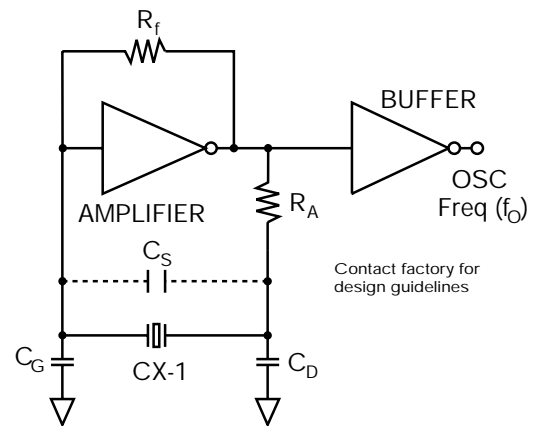 Rf
BUFFER
AMPLIFIER
RA
OSC
Freq (fO)
CS
Contact factory for
design guidelines
CG
CX-1
CD